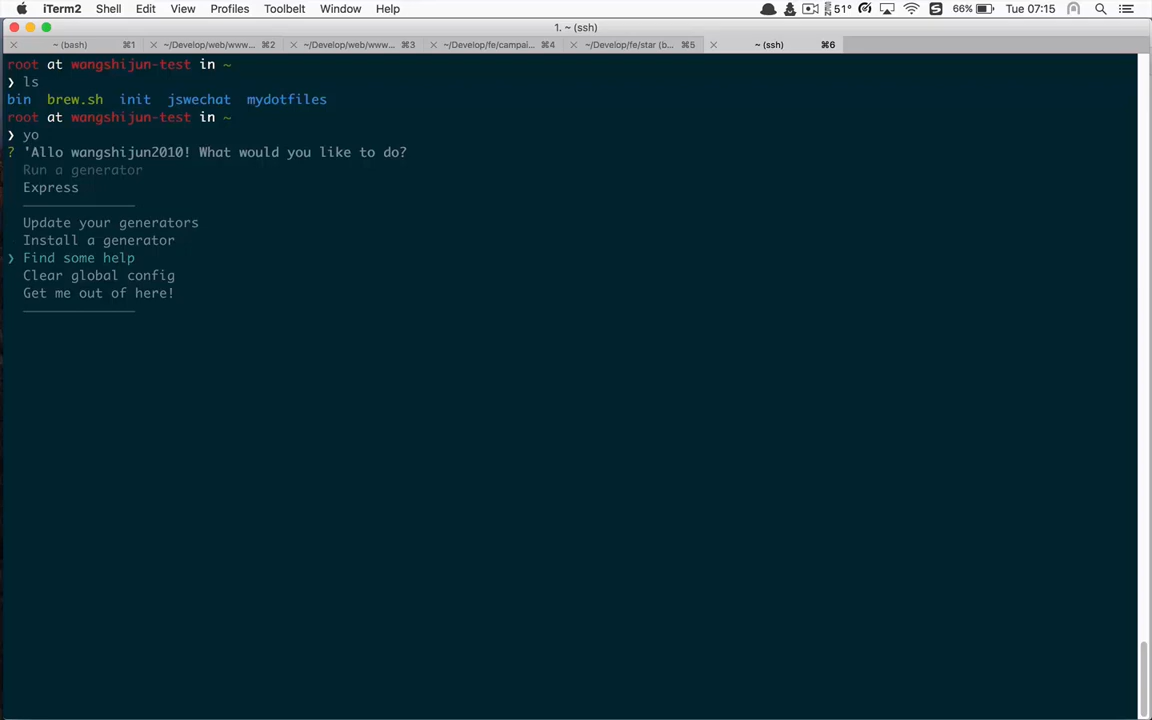 iTerm2 Shell Edit View Profiles Toolbelt Window Help 51° 66% Tue 07:15
1. ~ (ssh)
~ (bash) ⌘1 ~/Develop/web/www... ⌘2 ~/Develop/web/www... ⌘3 ~/Develop/fe/campai... ⌘4 ~/Develop/fe/star (b... ⌘5 ~ (ssh) ⌘6
root at wangshijun-test in ~
❯ ls
bin brew.sh init jswechat mydotfiles
root at wangshijun-test in ~
❯ yo
? 'Allo wangshijun2010! What would you like to do?
Run a generator
Express
Update your generators
Install a generator
❯ Find some help
Clear global config
Get me out of here!